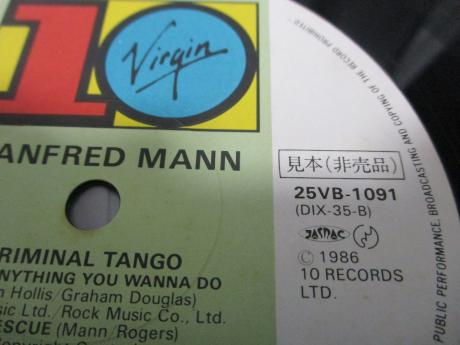 10
Virgin
ANFRED MANN
見本(非売品)
25VB-1091
(DIX-35-B)
JASRAC
© 1986
10 RECORDS
LTD.
RIMINAL TANGO
NYTHING YOU WANNA DO
Hollis/Graham Douglas)
sic Ltd./Rock Music Co., Ltd.
ESCUE (Mann/Rogers)
PUBLIC PERFORMANCE, BROADCASTING AND COPYING OF THE RECORD PROHIBITED